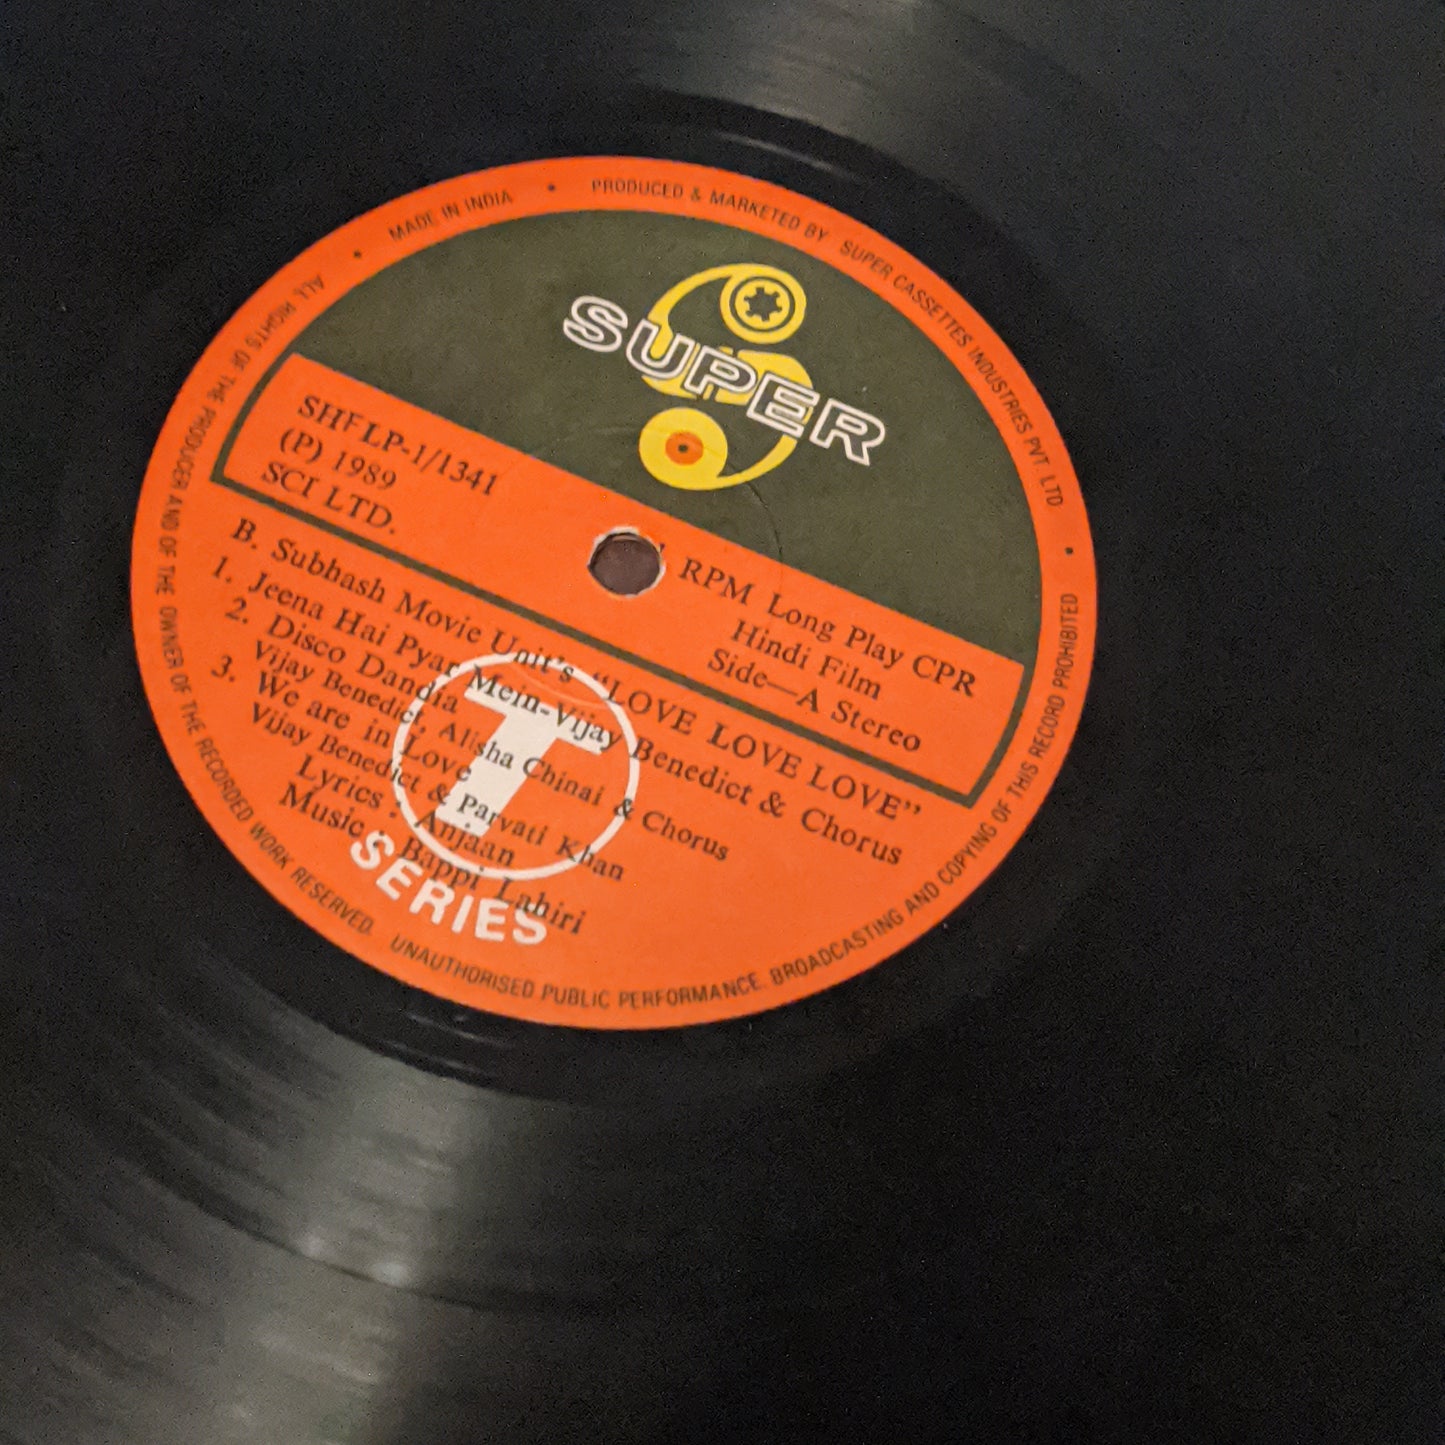 MADE IN INDIA • PRODUCED & MARKETED BY SUPER CASSETTES INDUSTRIES PVT. LTD •
SUPER
SHFLP-1/1341
(P) 1989
SCI LTD.
RPM Long Play CPR
Hindi Film
Side—A Stereo
B. Subhash Movie Unit's "LOVE LOVE LOVE"
1. Jeena Hai Pyar Mein-Vijay Benedict & Chorus
2. Disco Dandia
Vijay Benedict, Alisha Chinai & Chorus
3. We are in Love
Vijay Benedict & Parvati Khan
Lyrics : Anjaan
Music : Bappi Lahiri
T
SERIES
ALL RIGHTS OF THE PRODUCER AND OF THE OWNER OF THE RECORDED WORK RESERVED. UNAUTHORISED PUBLIC PERFORMANCE. BROADCASTING AND COPYING OF THIS RECORD PROHIBITED